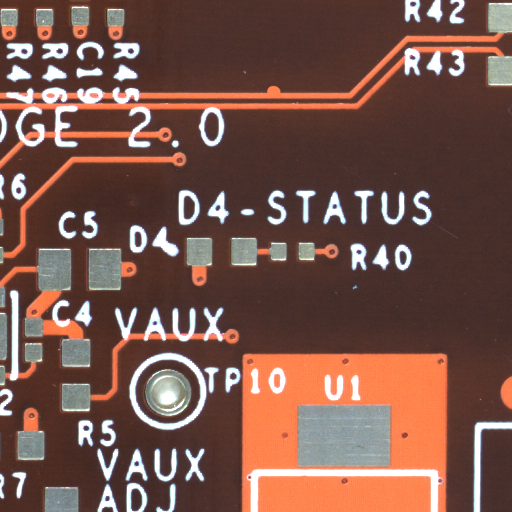 R42
R47
R46
C19
R45
R43
DGE 2.0
R6
D4-STATUS
C5
D4
R40
C4
VAUX
TP10
U1
2
R5
VAUX
ADJ
R7